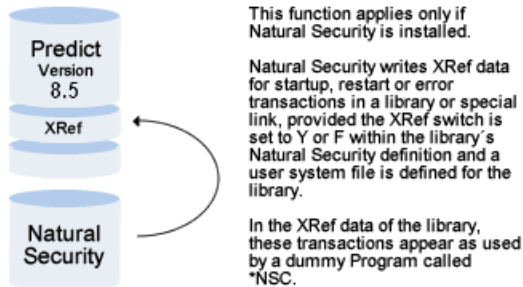 Predict
Version
8.5
XRef
Natural
Security
This function applies only if
Natural Security is installed.
Natural Security writes XRef data
for startup, restart or error
transactions in a library or special
link, provided the XRef switch is
set to Y or F within the library´s
Natural Security definition and a
user system file is defined for the
library.
In the XRef data of the library,
these transactions appear as used
by a dummy Program called
*NSC.